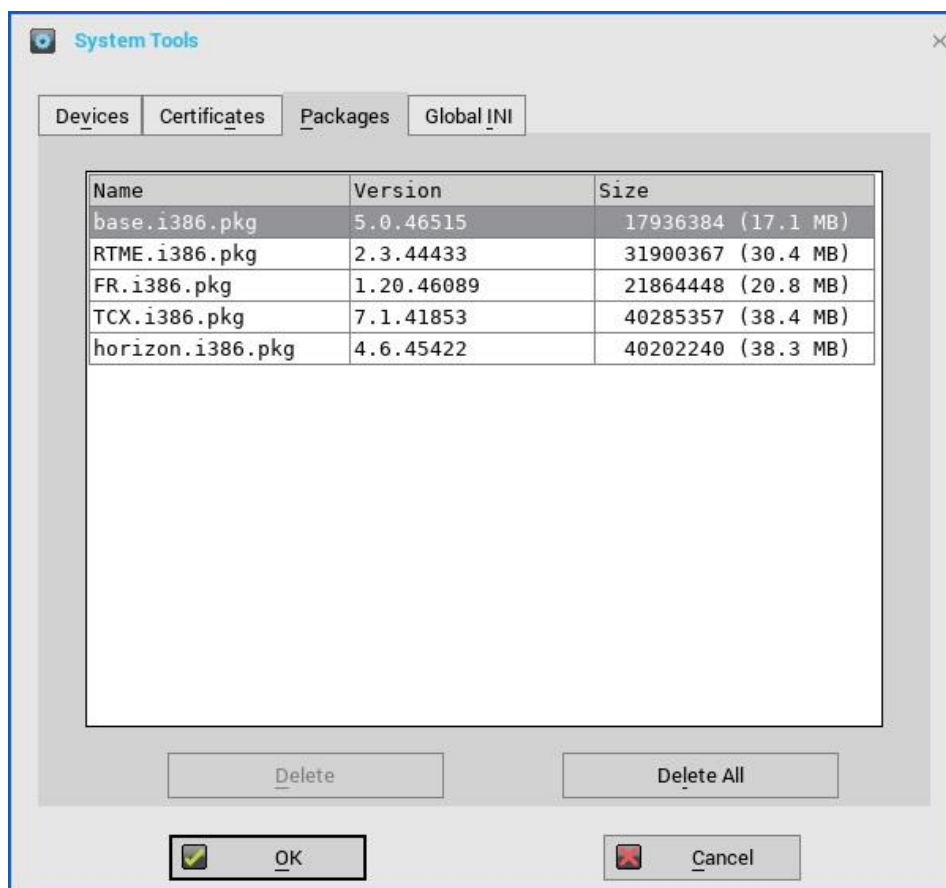 System Tools
Devices Certificates Packages Global INI
Name Version Size
base.i386.pkg 5.0.46515 17936384 (17.1 MB)
RTME.i386.pkg 2.3.44433 31900367 (30.4 MB)
FR.i386.pkg 1.20.46089 21864448 (20.8 MB)
TCX.i386.pkg 7.1.41853 40285357 (38.4 MB)
horizon.i386.pkg 4.6.45422 40202240 (38.3 MB)
Delete Delete All
OK Cancel